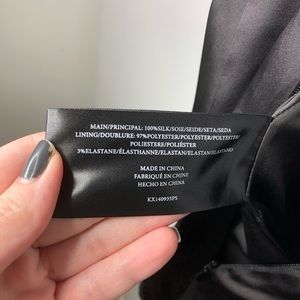 MAIN/PRINCIPAL: 100%SILK/SOIE/SEIDE/SETA/SEDA
LINING/DOUBLURE: 97%POLYESTER/POLYESTER/
POLIESTERE/POLIÉSTER
3%ELASTANE/ÉLASTHANNE/ELASTAN/ELASTAN/ELASTANO
MADE IN CHINA
FABRIQUÉ EN CHINE
HECHO EN CHINA
KX140935PS